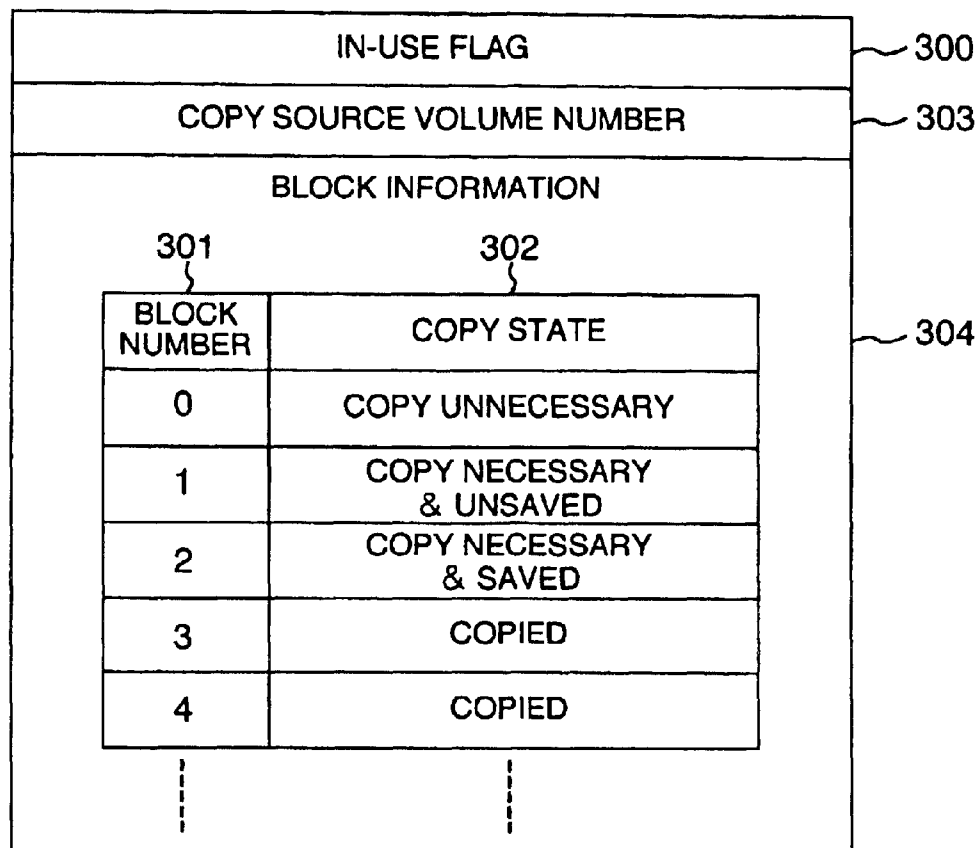 IN-USE FLAG 300
COPY SOURCE VOLUME NUMBER 303
BLOCK INFORMATION
301 302
BLOCK NUMBER COPY STATE 304
0 COPY UNNECESSARY
1 COPY NECESSARY
& UNSAVED
2 COPY NECESSARY
& SAVED
3 COPIED
4 COPIED